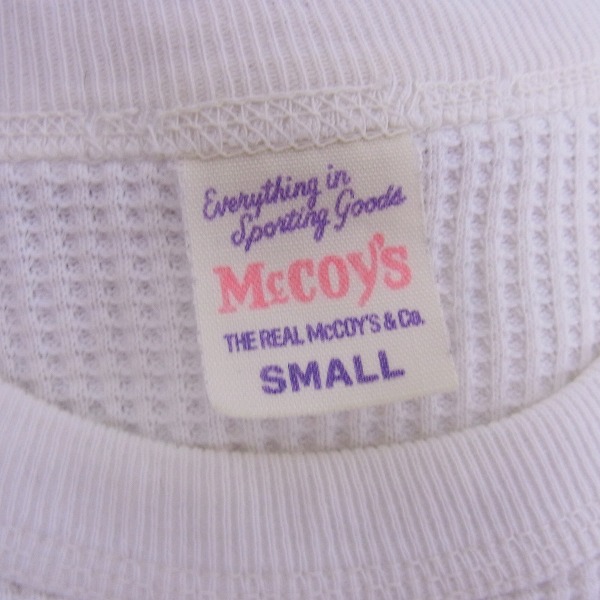 Everything in
Sporting Goods
McCOY'S
THE REAL McCOY'S & Co.
SMALL